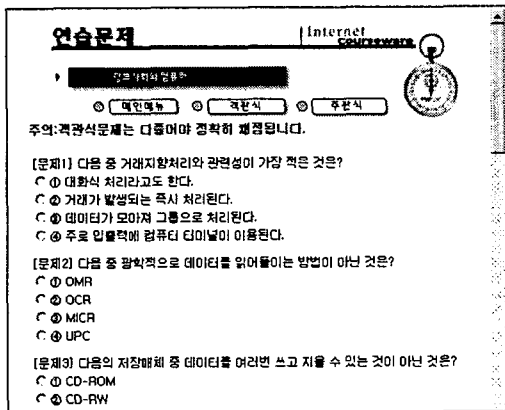 연습문제
Internet
Courseware
정보사회와 컴퓨터
메인메뉴 객관식 주관식
주의:객관식문제는 다풀어야 정확히 채점됩니다.
[문제1] 다음 중 거래지향처리와 관련성이 가장 적은 것은?
① 대화식 처리라고도 한다.
② 거래가 발생되는 즉시 처리된다.
③ 데이터가 모아져 그룹으로 처리된다.
④ 주로 입출력에 컴퓨터 터미널이 이용된다.
[문제2] 다음 중 광학적으로 데이터를 읽어들이는 방법이 아닌 것은?
① OMR
② OCR
③ MICR
④ UPC
[문제3] 다음의 저장매체 중 데이터를 여러번 쓰고 지울 수 있는 것이 아닌 것은?
① CD-ROM
② CD-RW